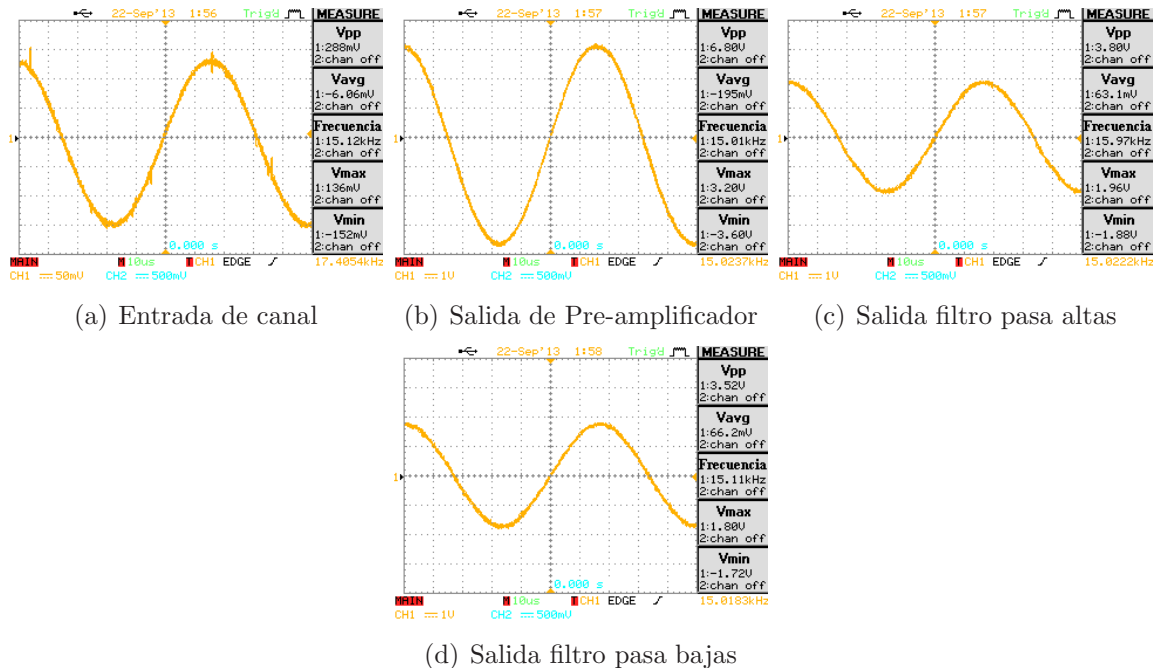 22-Sep'13 1:56 Trig'd MEASURE
Vpp
1:288mV
2:chan off
Vavg
1:-6.06mV
2:chan off
Frecuencia
1:15.12kHz
2:chan off
Vmax
1:136mV
2:chan off
Vmin
1:-152mV
2:chan off
1
0.000 s
MAIN M 10us T CH1 EDGE 17.4054kHz
CH1 50mV CH2 500mV
(a) Entrada de canal
22-Sep'13 1:57 Trig'd MEASURE
Vpp
1:6.80V
2:chan off
Vavg
1:-195mV
2:chan off
Frecuencia
1:15.01kHz
2:chan off
Vmax
1:3.20V
2:chan off
Vmin
1:-3.60V
2:chan off
1
0.000 s
MAIN M 10us T CH1 EDGE 15.0237kHz
CH1 1V CH2 500mV
(b) Salida de Pre-amplificador
22-Sep'13 1:57 Trig'd MEASURE
Vpp
1:3.80V
2:chan off
Vavg
1:63.1mV
2:chan off
Frecuencia
1:15.97kHz
2:chan off
Vmax
1:1.96V
2:chan off
Vmin
1:-1.88V
2:chan off
1
0.000 s
MAIN M 10us T CH1 EDGE 15.0222kHz
CH1 1V CH2 500mV
(c) Salida filtro pasa altas
22-Sep'13 1:58 Trig'd MEASURE
Vpp
1:3.52V
2:chan off
Vavg
1:66.2mV
2:chan off
Frecuencia
1:15.11kHz
2:chan off
Vmax
1:1.80V
2:chan off
Vmin
1:-1.72V
2:chan off
1
0.000 s
MAIN M 10us T CH1 EDGE 15.0183kHz
CH1 1V CH2 500mV
(d) Salida filtro pasa bajas